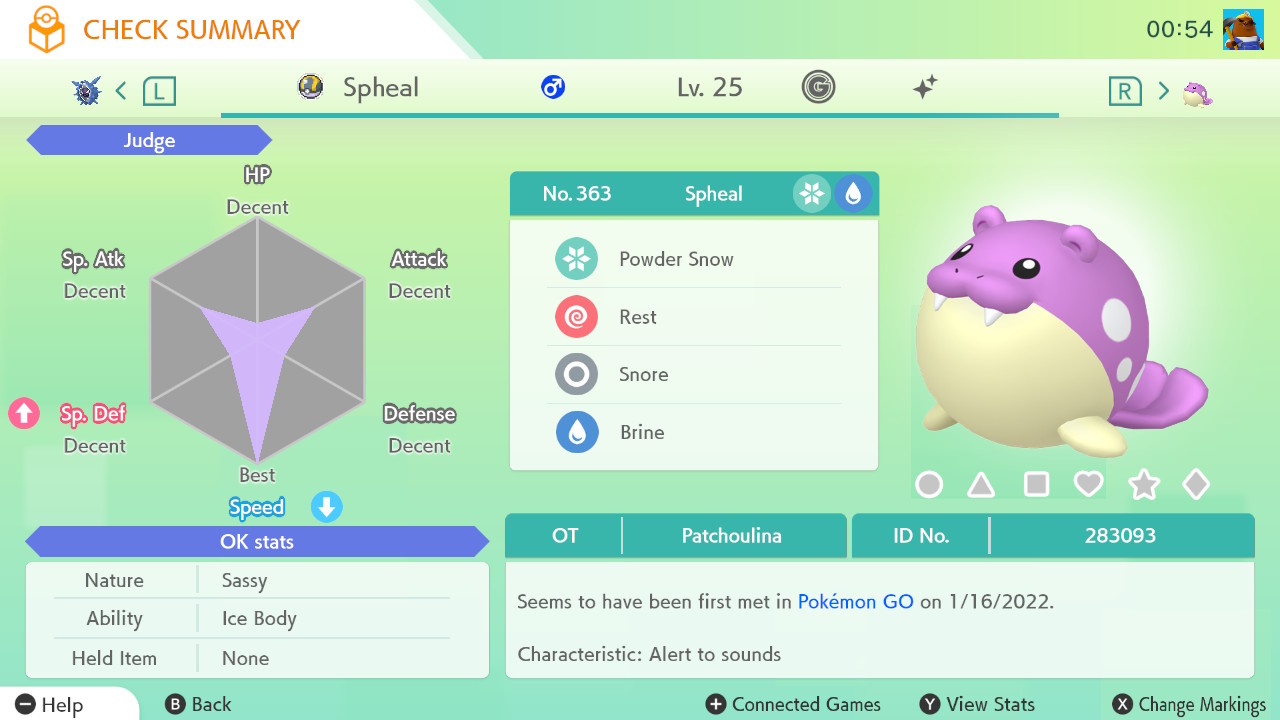 CHECK SUMMARY
00:54
L
Spheal
Lv. 25
G
R
Judge
HP
Decent
Sp. Atk
Decent
Attack
Decent
Sp. Def
Decent
Defense
Decent
Best
Speed
OK stats
Nature Sassy
Ability Ice Body
Held Item None
No. 363 Spheal
Powder Snow
Rest
Snore
Brine
OT Patchoulina
ID No. 283093
Seems to have been first met in Pokémon GO on 1/16/2022.
Characteristic: Alert to sounds
Help
B Back
Connected Games
Y View Stats
X Change Markings